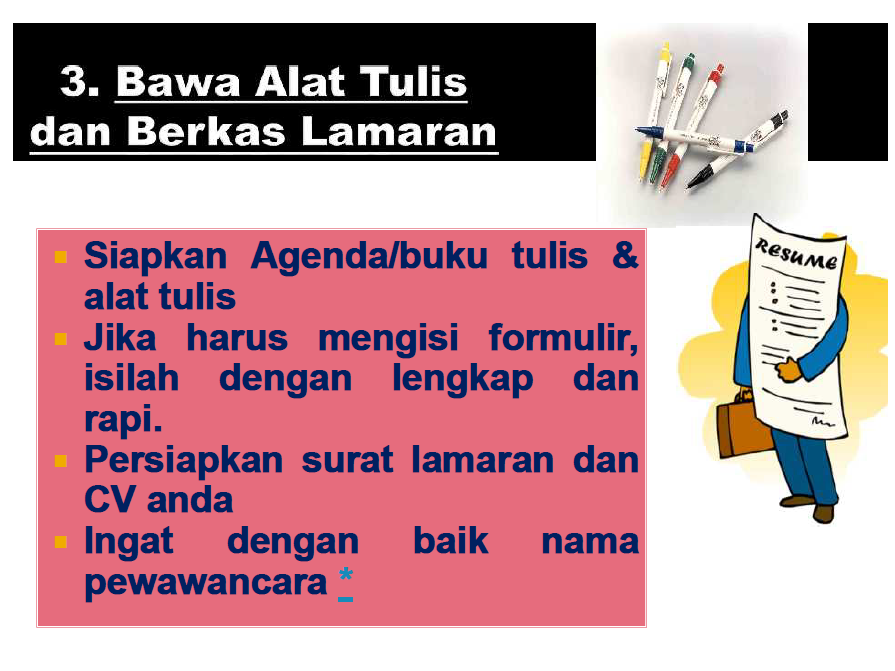 3. Bawa Alat Tulis
dan Berkas Lamaran
Siapkan Agenda/buku tulis &
alat tulis
Jika harus mengisi formulir,
isilah dengan lengkap dan
rapi.
Persiapkan surat lamaran dan
CV anda
Ingat dengan baik nama
pewawancara *
RESUME